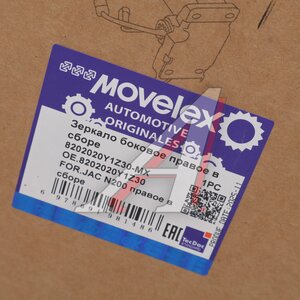 MOVELEX
AUTOMOTIVE
ORIGINALES
Зеркало боковое правое в
сборе
8202020Y1Z30-MX
1PC
OE.8202020Y1Z30
FOR.JAC N200 правое в
сборе
EAC
TecDoc